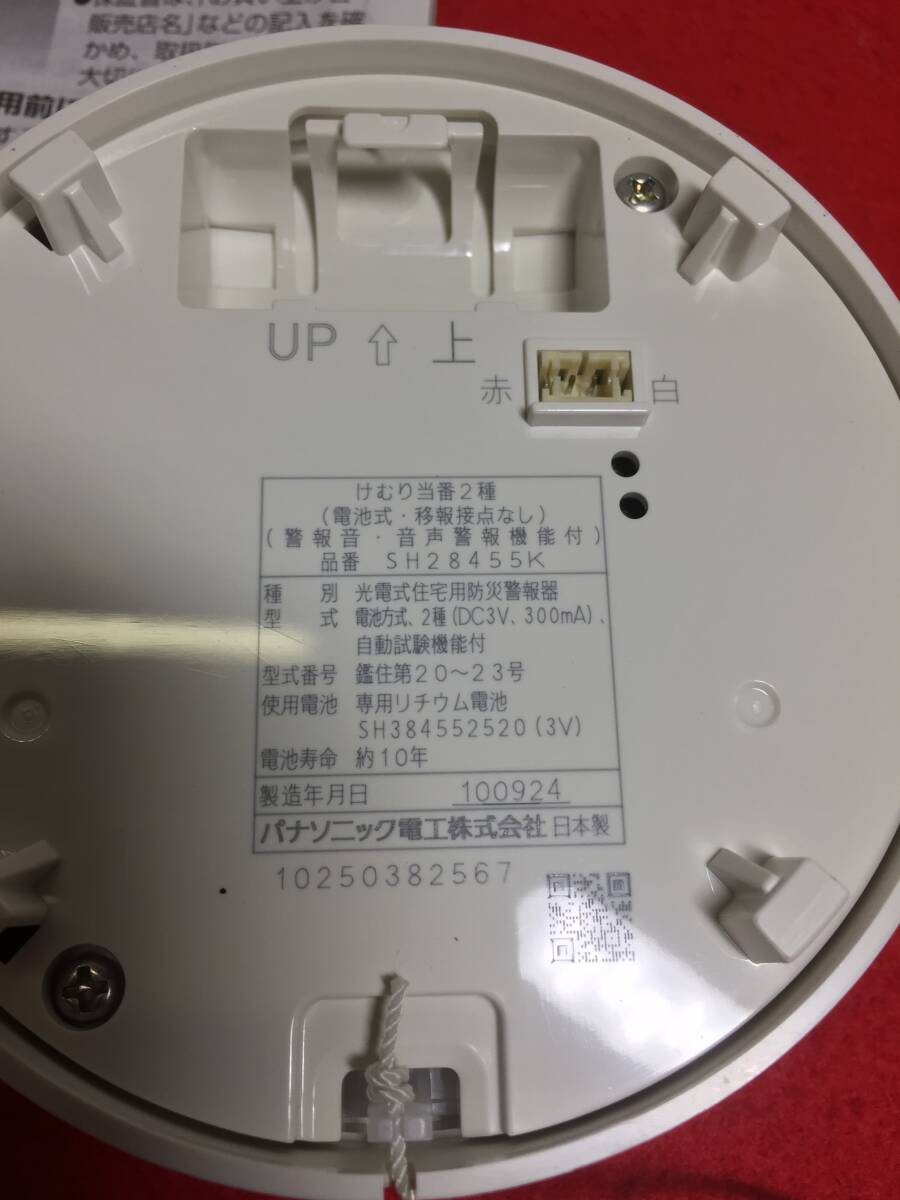 販売店名」などの記入を確
かめ、
大切
用前に
UP ⇧ 上
赤 白
けむり当番2種
(電池式・移報接点なし)
(警報音・音声警報機能付)
品番 SH28455K
種 別 光電式住宅用防災警報器
型 式 電池方式、2種(DC3V、300mA)、
自動試験機能付
型式番号 鑑住第20〜23号
使用電池 専用リチウム電池
SH384552520(3V)
電池寿命 約10年
製造年月日 100924
パナソニック電工株式会社 日本製
10250382567